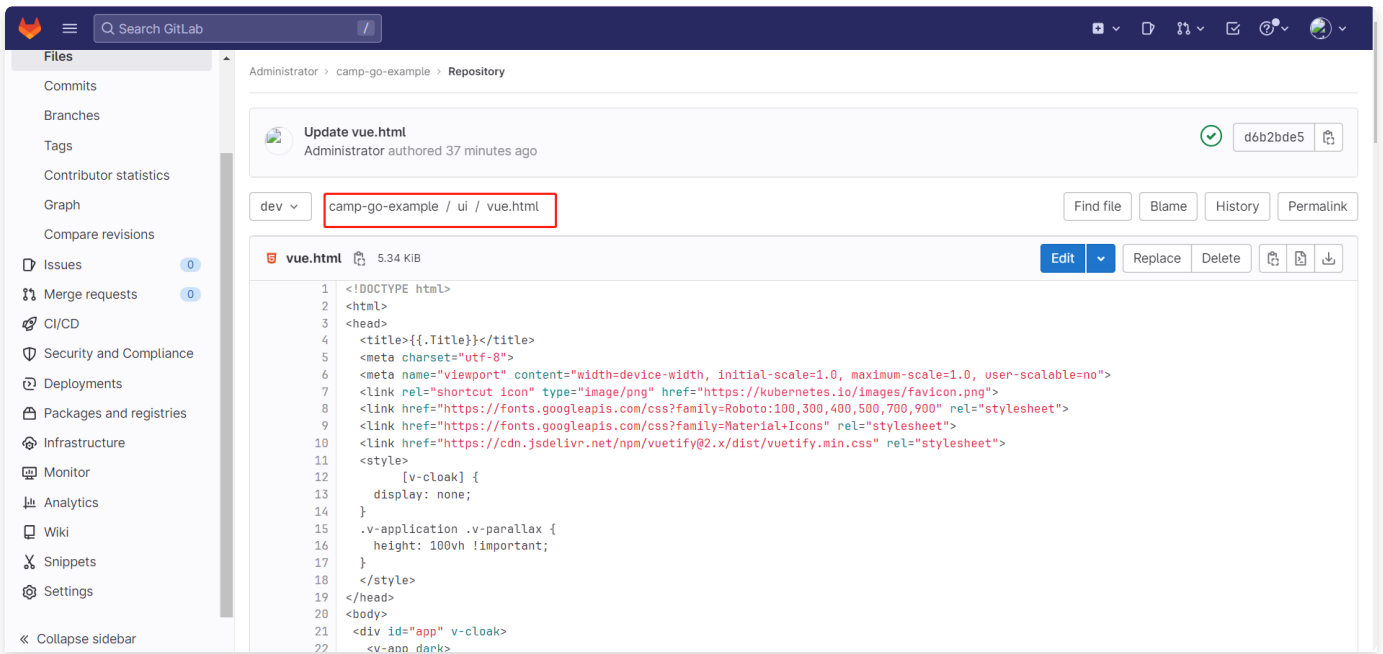 Search GitLab /
Files
Commits
Branches
Tags
Contributor statistics
Graph
Compare revisions
Issues 0
Merge requests 0
CI/CD
Security and Compliance
Deployments
Packages and registries
Infrastructure
Monitor
Analytics
Wiki
Snippets
Settings
« Collapse sidebar
Administrator > camp-go-example > Repository
Update vue.html
Administrator authored 37 minutes ago
d6b2bde5
dev
camp-go-example / ui / vue.html
Find file Blame History Permalink
vue.html 5.34 KiB
Edit Replace Delete
1 <!DOCTYPE html>
2 <html>
3 <head>
4   <title>{{.Title}}</title>
5   <meta charset="utf-8">
6   <meta name="viewport" content="width=device-width, initial-scale=1.0, maximum-scale=1.0, user-scalable=no">
7   <link rel="shortcut icon" type="image/png" href="https://kubernetes.io/images/favicon.png">
8   <link href="https://fonts.googleapis.com/css?family=Roboto:100,300,400,500,700,900" rel="stylesheet">
9   <link href="https://fonts.googleapis.com/css?family=Material+Icons" rel="stylesheet">
10   <link href="https://cdn.jsdelivr.net/npm/vuetify@2.x/dist/vuetify.min.css" rel="stylesheet">
11   <style>
12         [v-cloak] {
13     display: none;
14   }
15   .v-application .v-parallax {
16     height: 100vh !important;
17   }
18   </style>
19 </head>
20 <body>
21  <div id="app" v-cloak>
22    <v-app dark>